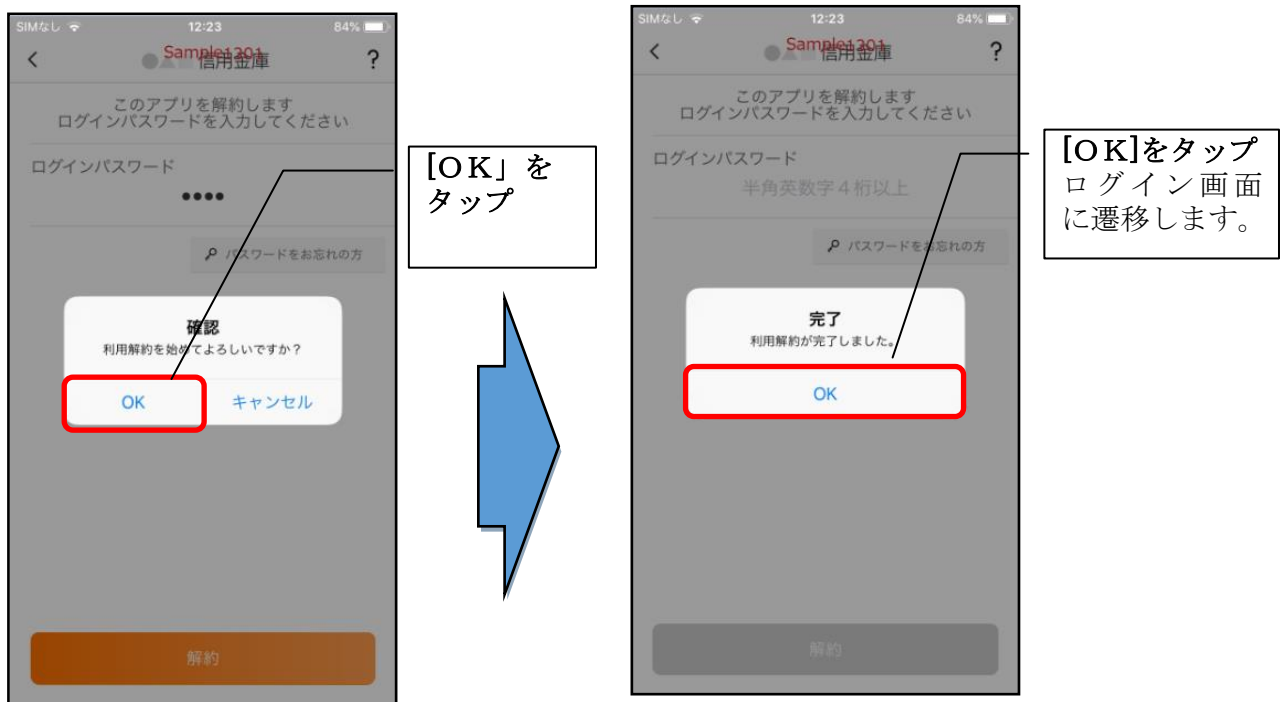 SIMなし 12:23 84%
< ●▲■信用金庫 ?
Sample1201
このアプリを解約します
ログインパスワードを入力してください
ログインパスワード
••••
パスワードをお忘れの方
確認
利用解約を始めてよろしいですか？
OK キャンセル
解約
[ＯＫ」を
タップ
SIMなし 12:23 84%
< ●▲■信用金庫 ?
Sample1201
このアプリを解約します
ログインパスワードを入力してください
ログインパスワード
半角英数字４桁以上
パスワードをお忘れの方
完了
利用解約が完了しました。
OK
解約
[ＯＫ]をタップ
ログイン画面
に遷移します。